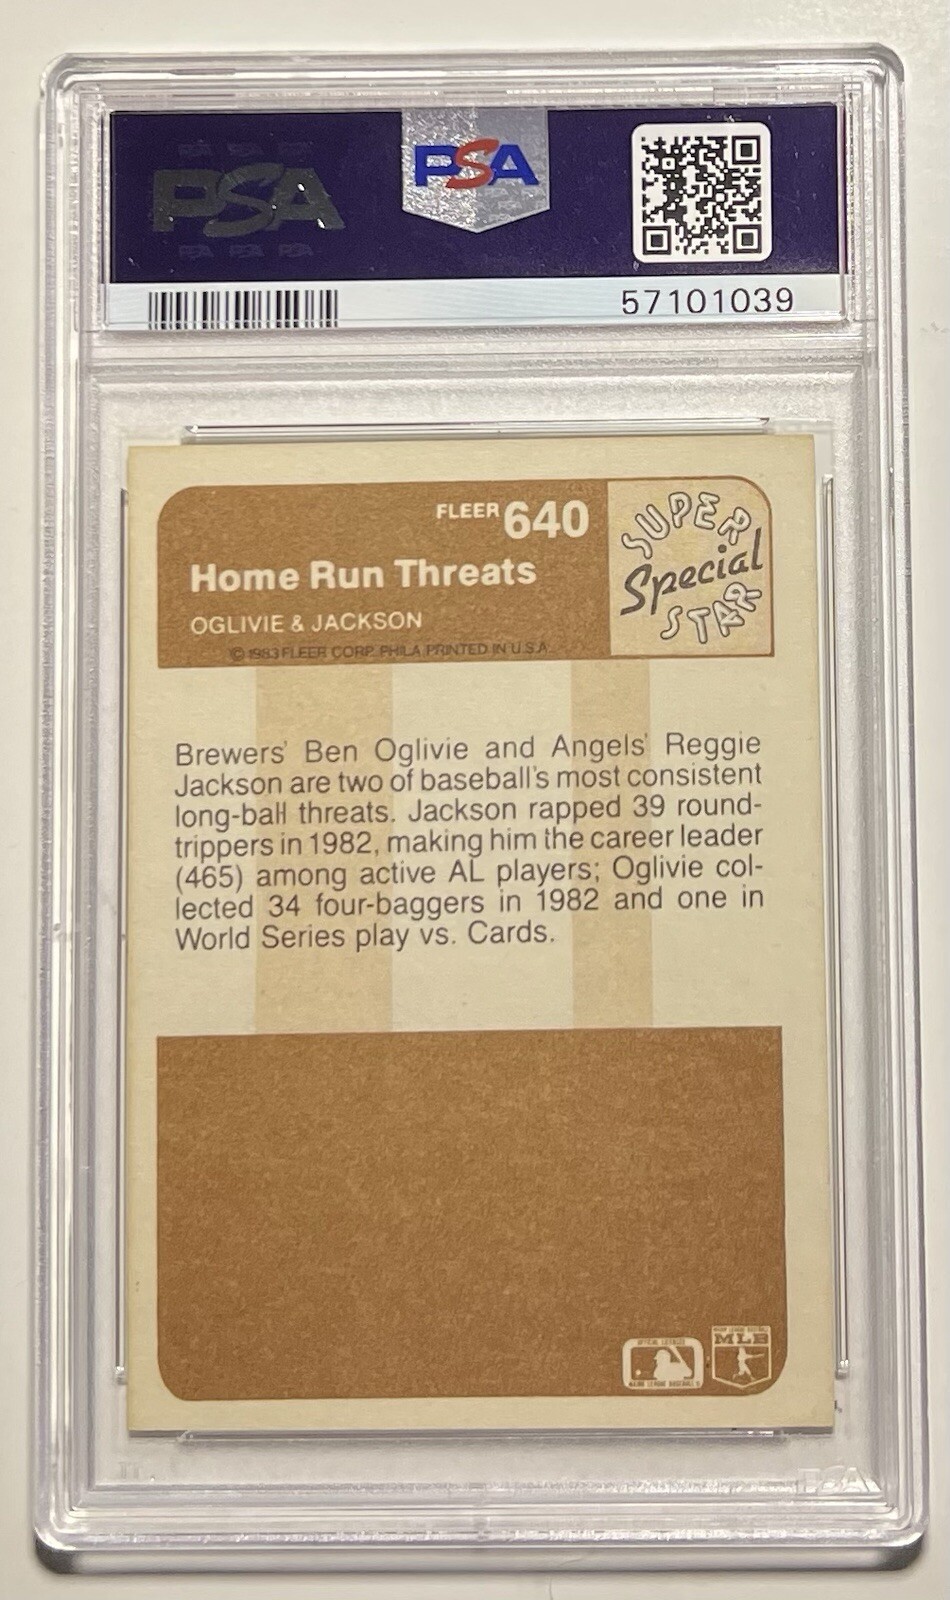 PSA
PSA
57101039
FLEER 640
Home Run Threats
OGLIVIE & JACKSON
© 1983 FLEER CORP. PHILA. PRINTED IN U.S.A.
SUPER
Special
STAR
Brewers' Ben Oglivie and Angels' Reggie
Jackson are two of baseball's most consistent
long-ball threats. Jackson rapped 39 round-
trippers in 1982, making him the career leader
(465) among active AL players; Oglivie col-
lected 34 four-baggers in 1982 and one in
World Series play vs. Cards.
MLB
PSA